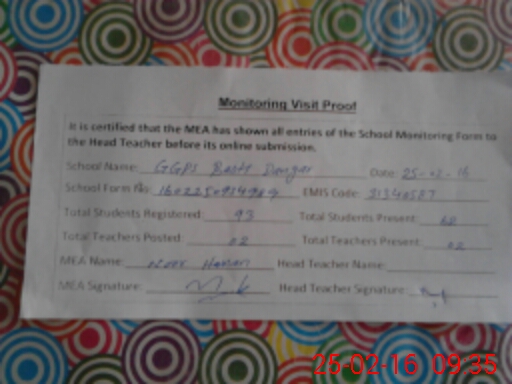 Monitoring Visit Proof
It is certified that the MEA has shown all entries of the School Monitoring Form to
the Head Teacher before its online submission.
School Name: GGPS Dangar Date: 25-02-16
School Form No: EMIS Code: 31340587
Total Students Registered: 93 Total Students Present: 62
Total Teachers Posted: 02 Total Teachers Present: 02
MEA Name: Hassan Head Teacher Name:
MEA Signature: Head Teacher Signature:
25-02-16 09:35